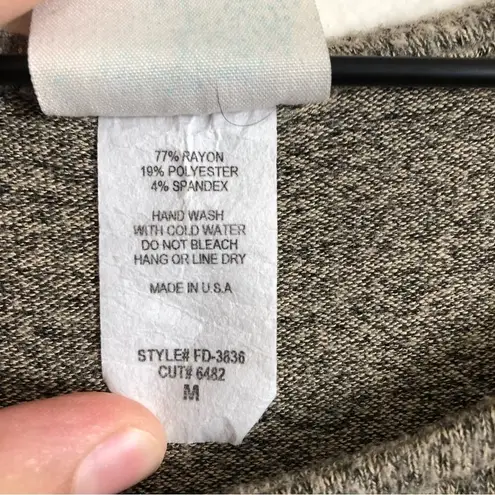 77% RAYON
19% POLYESTER
4% SPANDEX
HAND WASH
WITH COLD WATER
DO NOT BLEACH
HANG OR LINE DRY
MADE IN U.S.A
STYLE# FD-3836
CUT# 6482
M